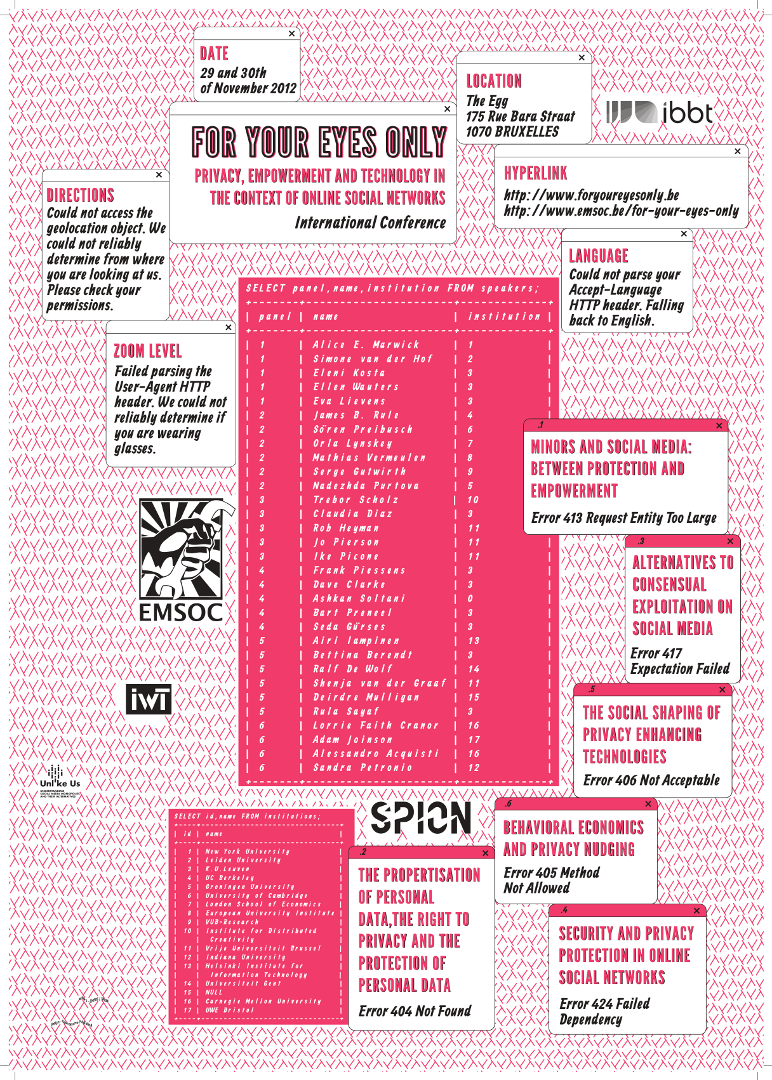 DATE
29 and 30th
of November 2012
LOCATION
The Egg
175 Rue Bara Straat
1070 BRUXELLES
ibbt
FOR YOUR EYES ONLY
PRIVACY, EMPOWERMENT AND TECHNOLOGY IN
THE CONTEXT OF ONLINE SOCIAL NETWORKS
International Conference
HYPERLINK
http://www.foryoureyesonly.be
http://www.emsoc.be/for-your-eyes-only
DIRECTIONS
Could not access the
geolocation object. We
could not reliably
determine from where
you are looking at us.
Please check your
permissions.
LANGUAGE
Could not parse your
Accept-Language
HTTP header. Falling
back to English.
ZOOM LEVEL
Failed parsing the
User-Agent HTTP
header. We could not
reliably determine if
you are wearing
glasses.
SELECT panel,name,institution FROM speakers;
| panel | name | institution |
| 1 | Alice E. Marwick | 1 |
| 1 | Simone van der Hof | 2 |
| 1 | Eleni Kosta | 3 |
| 1 | Ellen Wauters | 3 |
| 1 | Eva Lievens | 3 |
| 2 | James B. Rule | 4 |
| 2 | Sören Preibusch | 6 |
| 2 | Orla Lynskey | 7 |
| 2 | Mathias Vermeulen | 8 |
| 2 | Serge Gutwirth | 9 |
| 2 | Nadezhda Purtova | 5 |
| 3 | Trebor Scholz | 10 |
| 3 | Claudia Diaz | 3 |
| 3 | Rob Heyman | 11 |
| 3 | Jo Pierson | 11 |
| 3 | Ike Picone | 11 |
| 4 | Frank Piessens | 3 |
| 4 | Dave Clarke | 3 |
| 4 | Ashkan Soltani | 0 |
| 4 | Bart Preneel | 3 |
| 4 | Seda Gürses | 3 |
| 5 | Airi Lampinen | 13 |
| 5 | Bettina Berendt | 3 |
| 5 | Ralf De Wolf | 14 |
| 5 | Shenja van der Graaf | 11 |
| 5 | Deirdre Mulligan | 15 |
| 5 | Rula Sayaf | 3 |
| 6 | Lorrie Faith Cranor | 16 |
| 6 | Adam Joinson | 17 |
| 6 | Alessandro Acquisti | 16 |
| 6 | Sandra Petronio | 12 |
.1
MINORS AND SOCIAL MEDIA:
BETWEEN PROTECTION AND
EMPOWERMENT
Error 413 Request Entity Too Large
.3
ALTERNATIVES TO
CONSENSUAL
EXPLOITATION ON
SOCIAL MEDIA
Error 417
Expectation Failed
EMSOC
iwt
.5
THE SOCIAL SHAPING OF
PRIVACY ENHANCING
TECHNOLOGIES
Error 406 Not Acceptable
Unlike Us
SPION
.6
BEHAVIORAL ECONOMICS
AND PRIVACY NUDGING
Error 405 Method
Not Allowed
SELECT id,name FROM institutions;
| id | name |
| 1 | New York University |
| 2 | Leiden University |
| 3 | K.U.Leuven |
| 4 | UC Berkeley |
| 5 | Groningen University |
| 6 | University of Cambridge |
| 7 | London School of Economics |
| 8 | European University Institute |
| 9 | VUB-Research |
| 10 | Institute for Distributed
Creativity |
| 11 | Vrije Universiteit Brussel |
| 12 | Indiana University |
| 13 | Helsinki Institute for
Information Technology |
| 14 | Universiteit Gent |
| 15 | NULL |
| 16 | Carnegie Mellon University |
| 17 | UWE Bristol |
.2
THE PROPERTISATION
OF PERSONAL
DATA,THE RIGHT TO
PRIVACY AND THE
PROTECTION OF
PERSONAL DATA
Error 404 Not Found
.4
SECURITY AND PRIVACY
PROTECTION IN ONLINE
SOCIAL NETWORKS
Error 424 Failed
Dependency